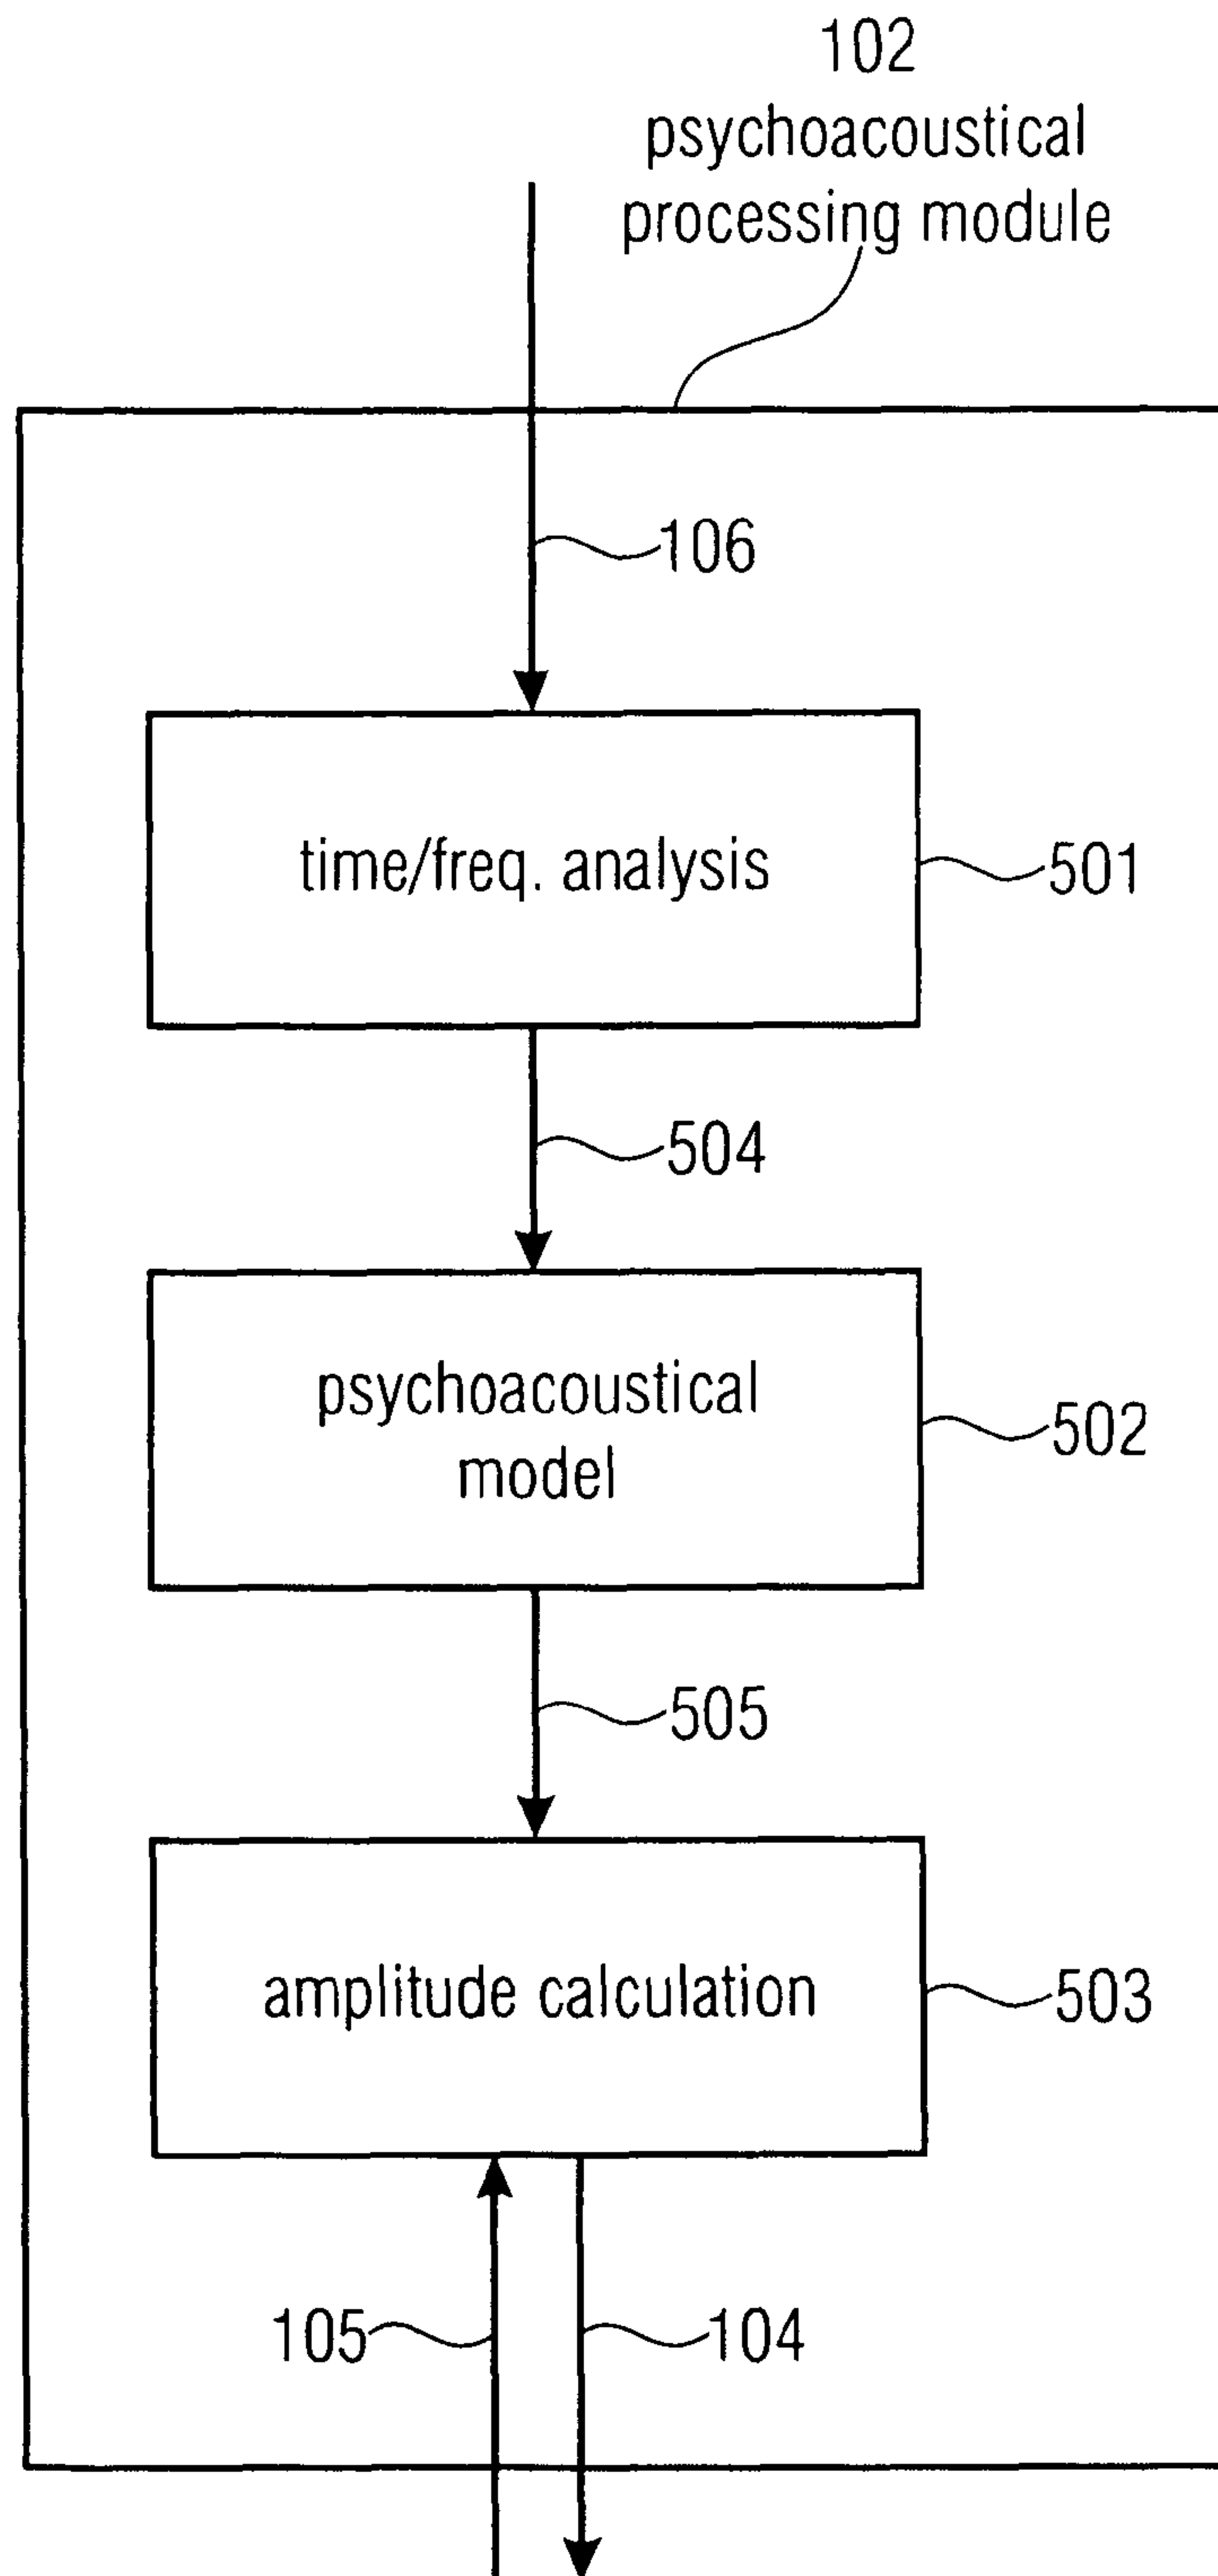 102
psychoacoustical
processing module
106
time/freq. analysis
501
504
psychoacoustical
model
502
505
amplitude calculation
503
105
104